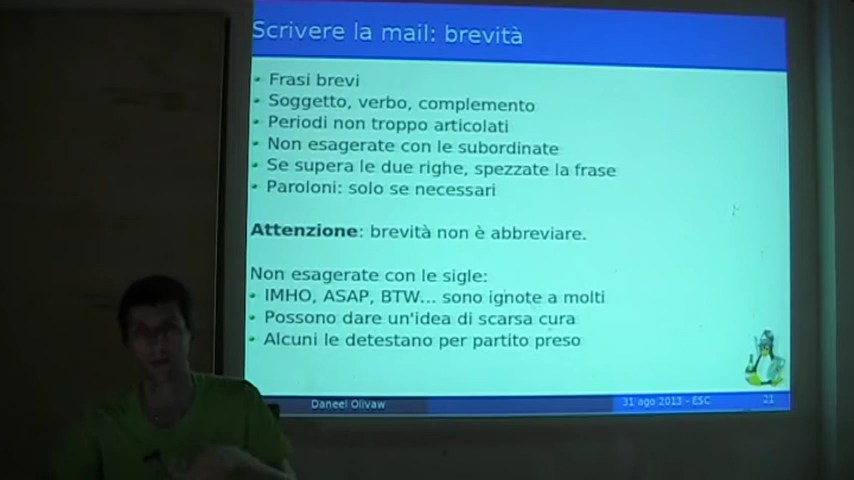 Scrivere la mail: brevità
Frasi brevi
Soggetto, verbo, complemento
Periodi non troppo articolati
Non esagerate con le subordinate
Se supera le due righe, spezzate la frase
Paroloni: solo se necessari
Attenzione: brevità non è abbreviare.
Non esagerate con le sigle:
IMHO, ASAP, BTW... sono ignote a molti
Possono dare un'idea di scarsa cura
Alcuni le detestano per partito preso
Daneel Olivaw
31 ago 2013 - ESC
21